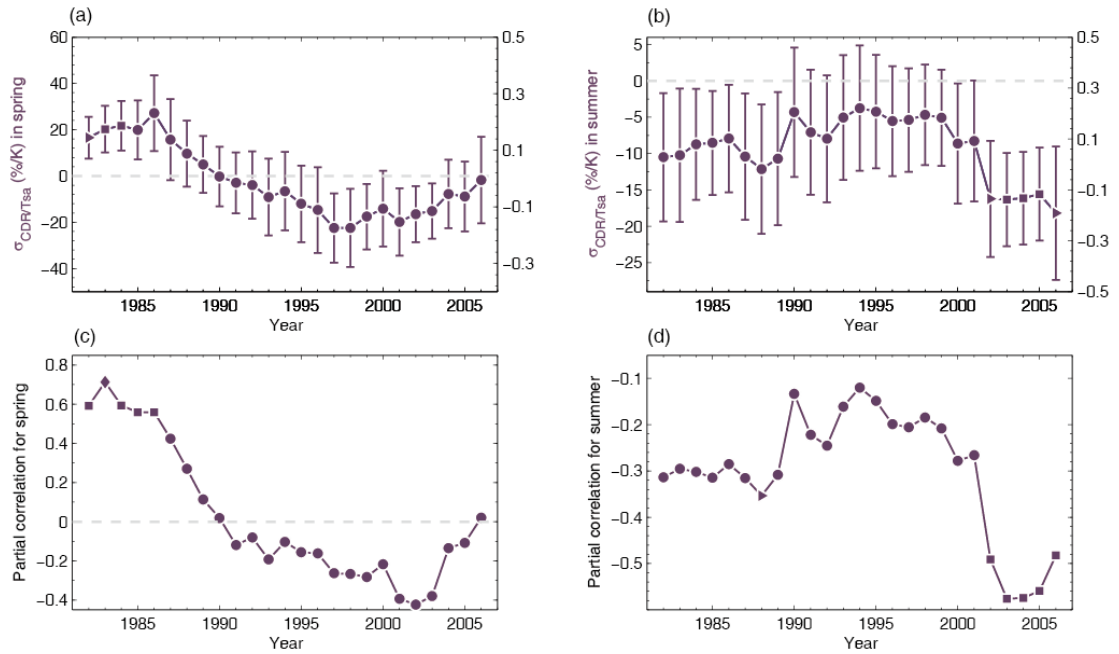 (a)
60
40
20
0
−20
−40
0.5
0.3
0.1
−0.1
−0.3
σCDR/Tsa (%/K) in spring
1985 1990 1995 2000 2005
Year
(b)
5
0
−5
−10
−15
−20
−25
0.5
0.3
0.1
−0.1
−0.3
−0.5
σCDR/Tsa (%/K) in summer
1985 1990 1995 2000 2005
Year
(c)
0.8
0.6
0.4
0.2
0
−0.2
−0.4
Partial correlation for spring
1985 1990 1995 2000 2005
Year
(d)
−0.1
−0.2
−0.3
−0.4
−0.5
Partial correlation for summer
1985 1990 1995 2000 2005
Year